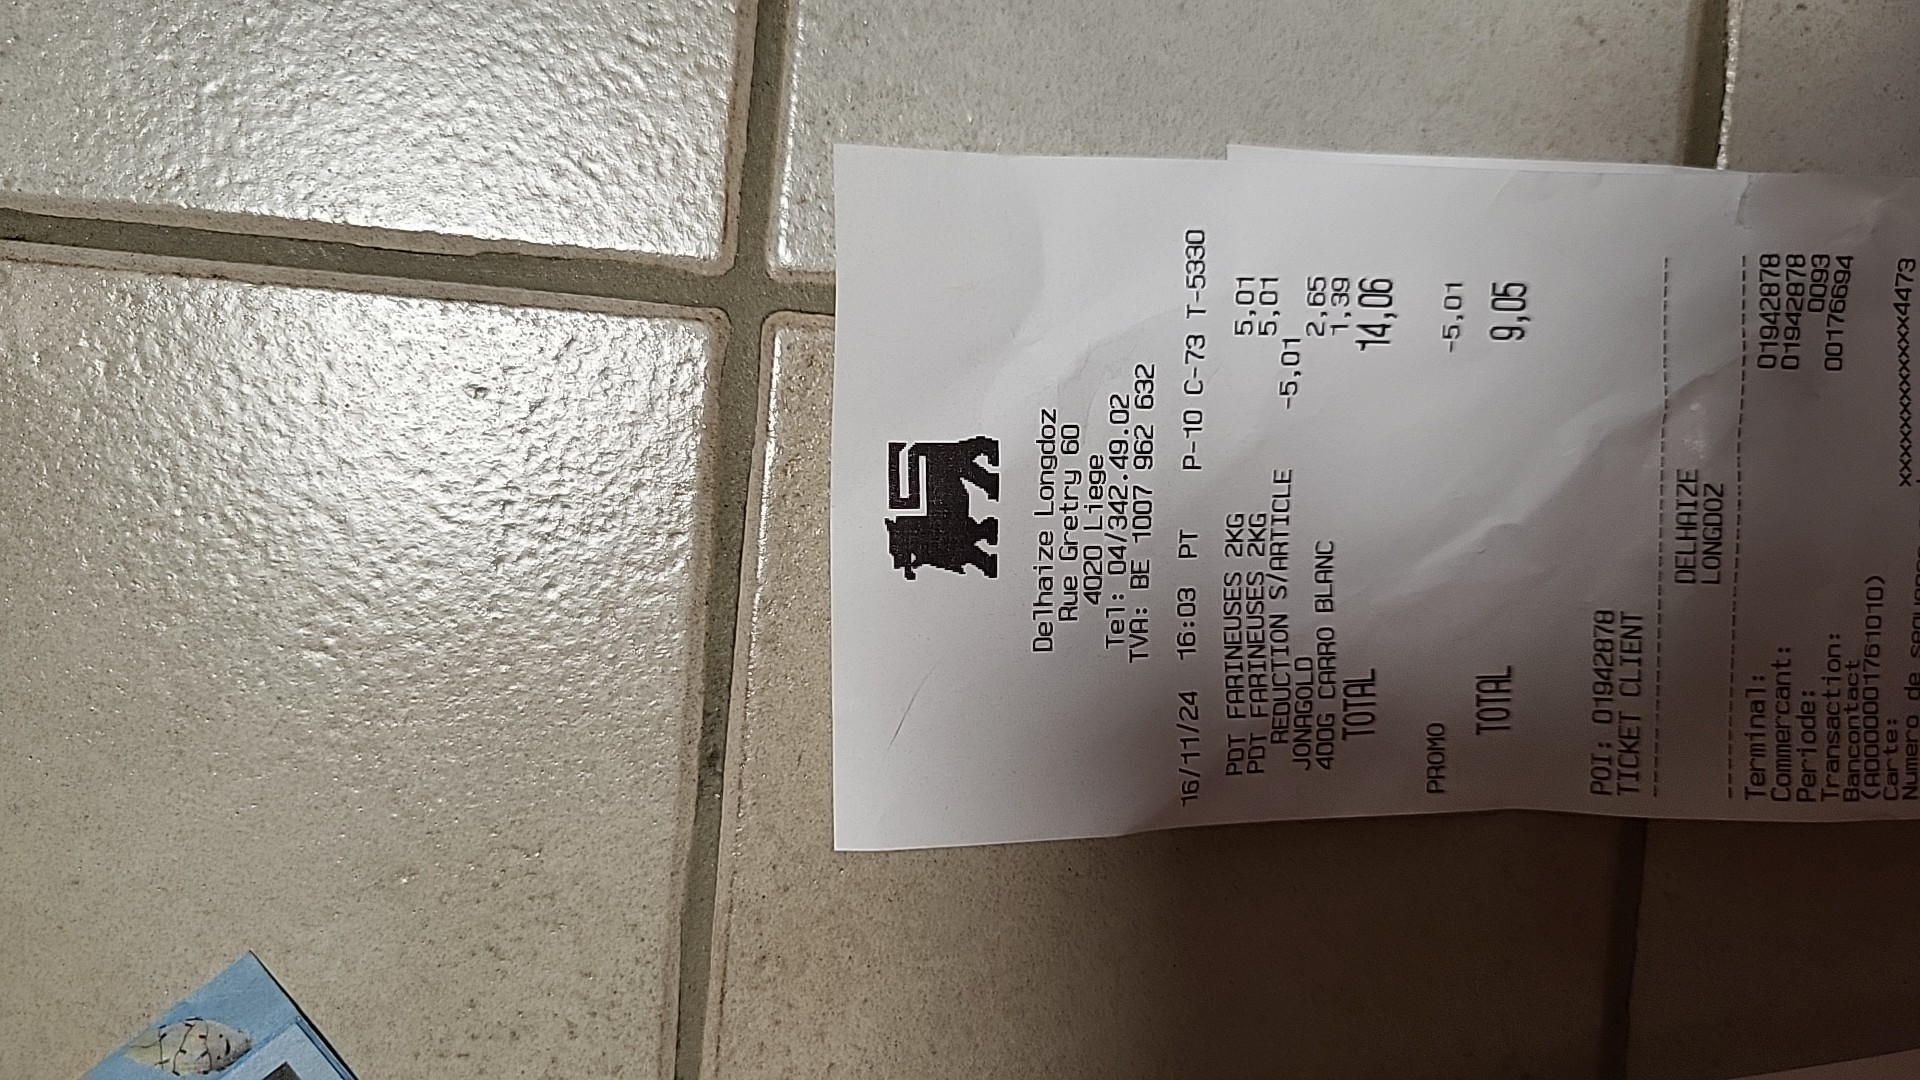 Delhaize Longdoz
Rue Gretry 60
4020 Liege
Tel: 04/342.49.02
TVA: BE 1007 962 632
16/11/24 16:03 PT P-10 C-73 T-5330
PDT FARINEUSES 2KG 5,01
PDT FARINEUSES 2KG 5,01
REDUCTION S/ARTICLE -5,01
JONAGOLD 2,65
400G CARRO BLANC 1,39
TOTAL 14,06
PROMO -5,01
TOTAL 9,05
POI: 01942878
TICKET CLIENT
DELHAIZE
LONGDOZ
Terminal: 01942878
Commercant: 01942878
Periode: 0093
Transaction: 00176694
Bancontact
(A0000001761010)
Carte: xxxxxxxxxxxxxxx4473
Numero de